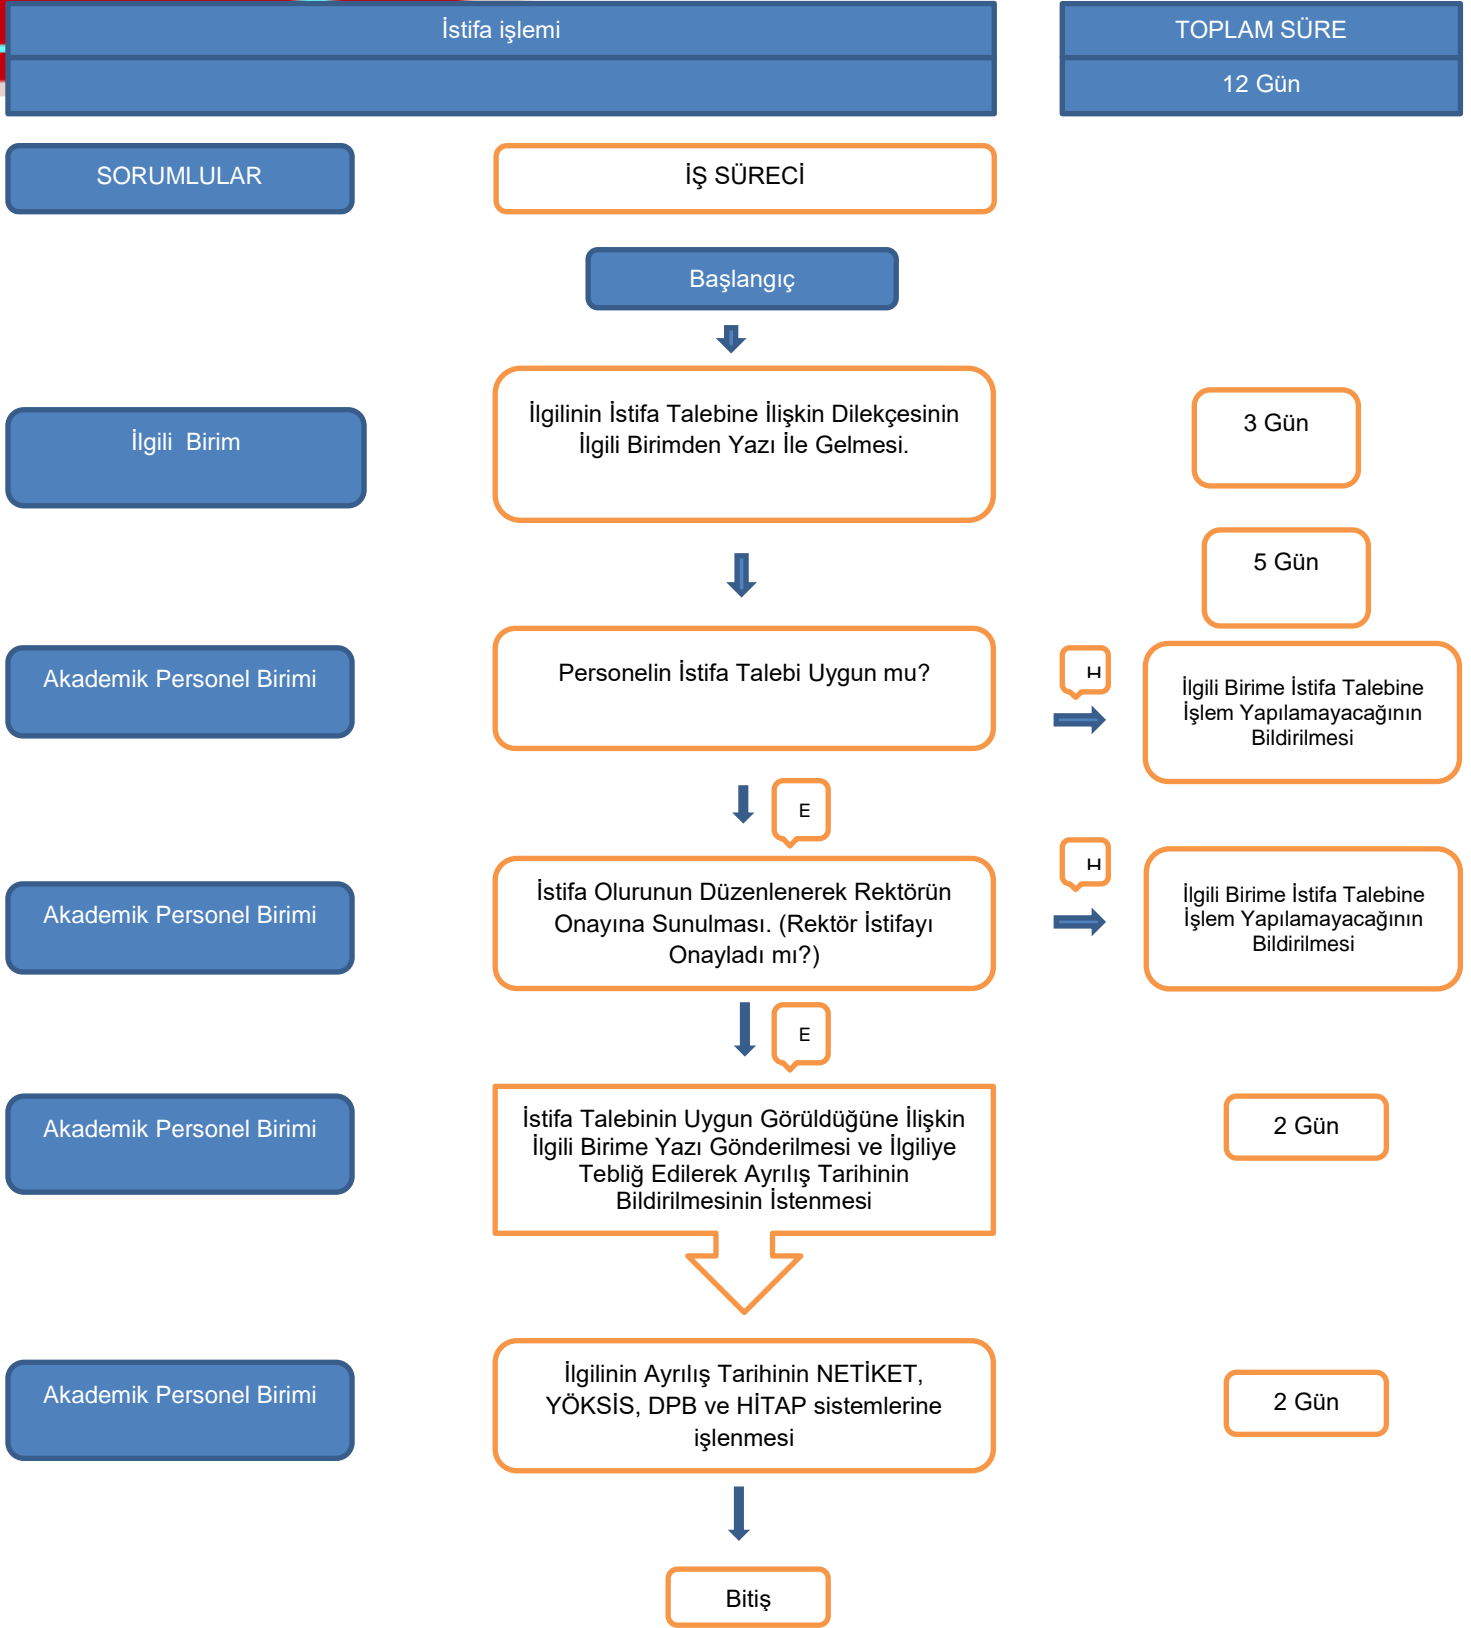 İstifa işlemi
TOPLAM SÜRE
12 Gün
SORUMLULAR
İŞ SÜRECİ
Başlangıç
İlgili  Birim
İlgilinin İstifa Talebine İlişkin Dilekçesinin
İlgili Birimden Yazı İle Gelmesi.
3 Gün
5 Gün
Akademik Personel Birimi
Personelin İstifa Talebi Uygun mu?
H
İlgili Birime İstifa Talebine
İşlem Yapılamayacağının
Bildirilmesi
E
Akademik Personel Birimi
İstifa Olurunun Düzenlenerek Rektörün
Onayına Sunulması. (Rektör İstifayı
Onayladı mı?)
H
İlgili Birime İstifa Talebine
İşlem Yapılamayacağının
Bildirilmesi
E
Akademik Personel Birimi
İstifa Talebinin Uygun Görüldüğüne İlişkin
İlgili Birime Yazı Gönderilmesi ve İlgiliye
Tebliğ Edilerek Ayrılış Tarihinin
Bildirilmesinin İstenmesi
2 Gün
Akademik Personel Birimi
İlgilinin Ayrılış Tarihinin NETİKET,
YÖKSİS, DPB ve HİTAP sistemlerine
işlenmesi
2 Gün
Bitiş